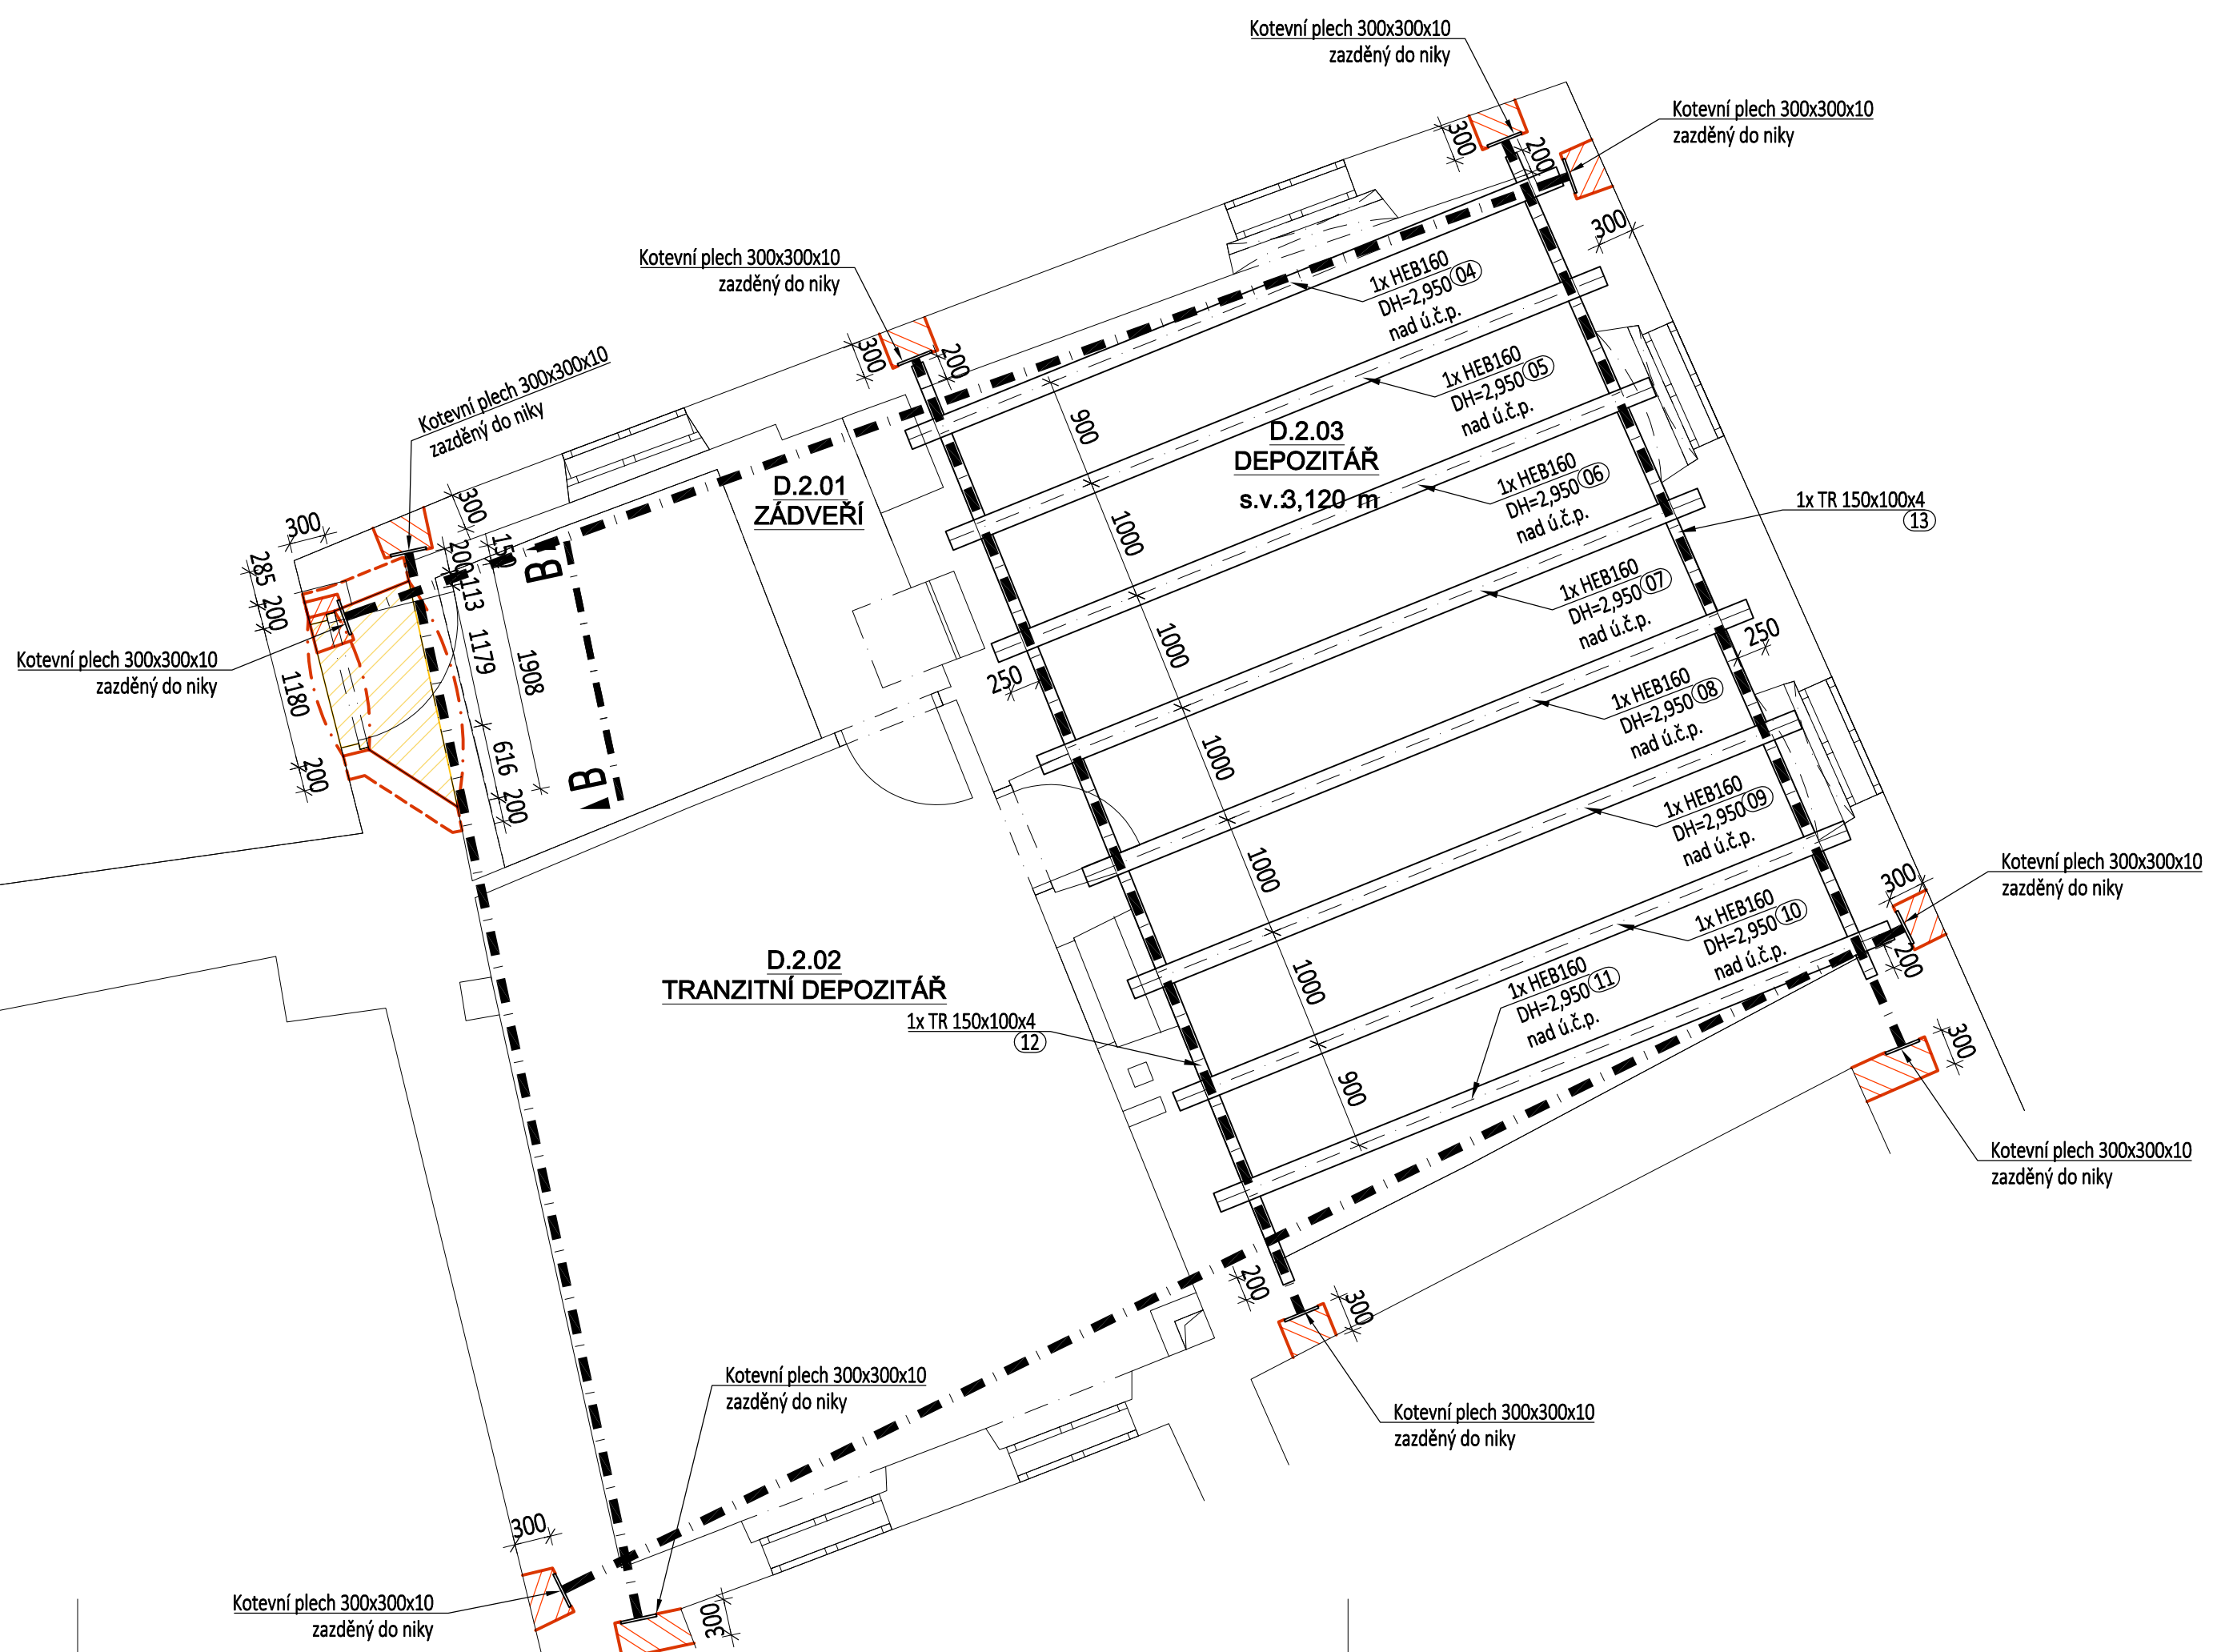 Kotevní plech 300x300x10
zazděný do niky
Kotevní plech 300x300x10
zazděný do niky
300
200
300
Kotevní plech 300x300x10
zazděný do niky
300
200
1x HEB160
DH=2,950 04
nad ú.č.p.
Kotevní plech 300x300x10
zazděný do niky
1x HEB160
DH=2,950 05
nad ú.č.p.
900
D.2.03
DEPOZITÁŘ
s.v.:3,120 m
D.2.01
ZÁDVEŘÍ
1x HEB160
DH=2,950 06
nad ú.č.p.
1x TR 150x100x4
13
300
300
285
200
200
113
B
1000
1x HEB160
DH=2,950 07
nad ú.č.p.
Kotevní plech 300x300x10
zazděný do niky
1180
1179
1908
250
1000
250
1x HEB160
DH=2,950 08
nad ú.č.p.
200
616
200
B
1000
1x HEB160
DH=2,950 09
nad ú.č.p.
1000
Kotevní plech 300x300x10
zazděný do niky
300
200
1x HEB160
DH=2,950 10
nad ú.č.p.
D.2.02
TRANZITNÍ DEPOZITÁŘ
1000
1x HEB160
DH=2,950 11
nad ú.č.p.
1x TR 150x100x4
12
300
900
Kotevní plech 300x300x10
zazděný do niky
200
300
Kotevní plech 300x300x10
zazděný do niky
Kotevní plech 300x300x10
zazděný do niky
300
Kotevní plech 300x300x10
zazděný do niky
300